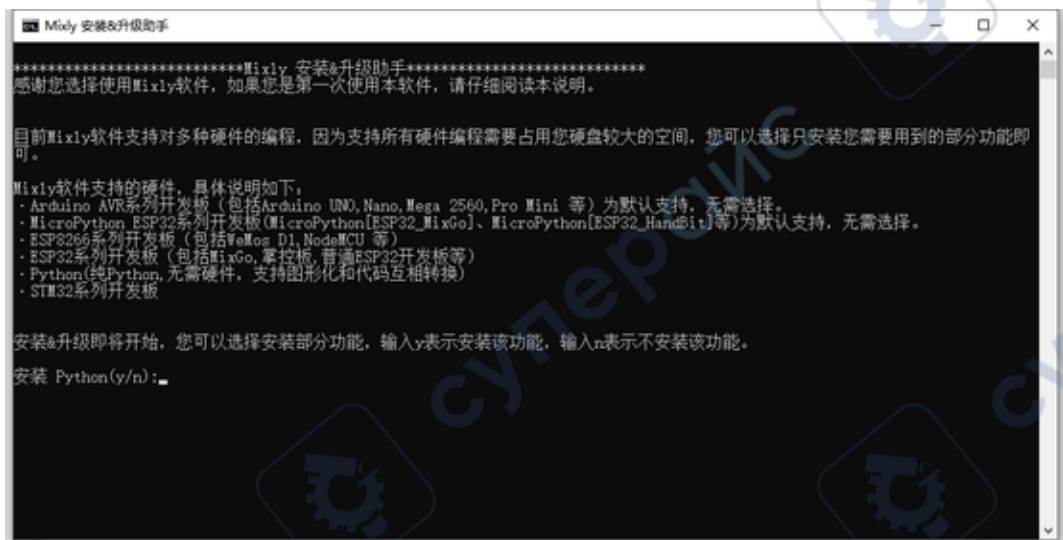 Mixly 安装&升级助手
***************************Mixly 安装&升级助手****************************
感谢您选择使用Mixly软件，如果您是第一次使用本软件，请仔细阅读本说明。
目前Mixly软件支持对多种硬件的编程，因为支持所有硬件编程需要占用您硬盘较大的空间，您可以选择只安装您需要用到的部分功能即
可。
Mixly软件支持的硬件，具体说明如下，
· Arduino AVR系列开发板（包括Arduino UNO,Nano,Mega 2560,Pro Mini 等）为默认支持，无需选择。
· MicroPython ESP32系列开发板(MicroPython[ESP32_MixGo]、MicroPython[ESP32_HandBit]等)为默认支持，无需选择。
· ESP8266系列开发板（包括WeMos D1,NodeMCU 等）
· ESP32系列开发板（包括MixGo,掌控板,普通ESP32开发板等）
· Python(纯Python,无需硬件，支持图形化和代码互相转换）
· STM32系列开发板
安装&升级即将开始，您可以选择安装部分功能，输入y表示安装该功能，输入n表示不安装该功能。
安装 Python(y/n):
супераис